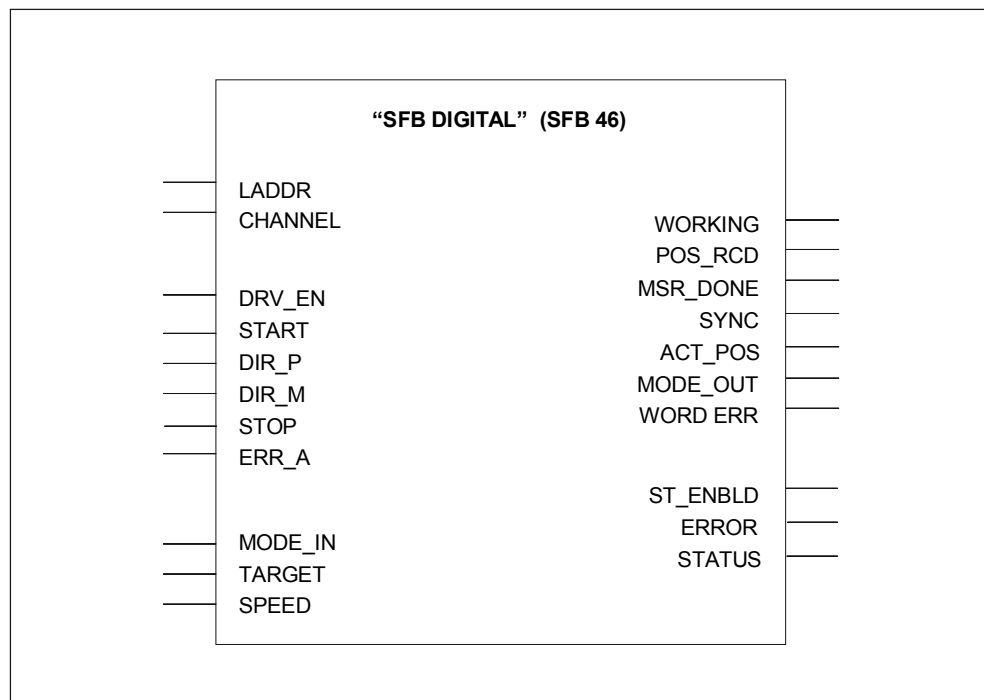 “SFB DIGITAL” (SFB 46)
LADDR
CHANNEL
DRV_EN
START
DIR_P
DIR_M
STOP
ERR_A
MODE_IN
TARGET
SPEED
WORKING
POS_RCD
MSR_DONE
SYNC
ACT_POS
MODE_OUT
WORD ERR
ST_ENBLD
ERROR
STATUS